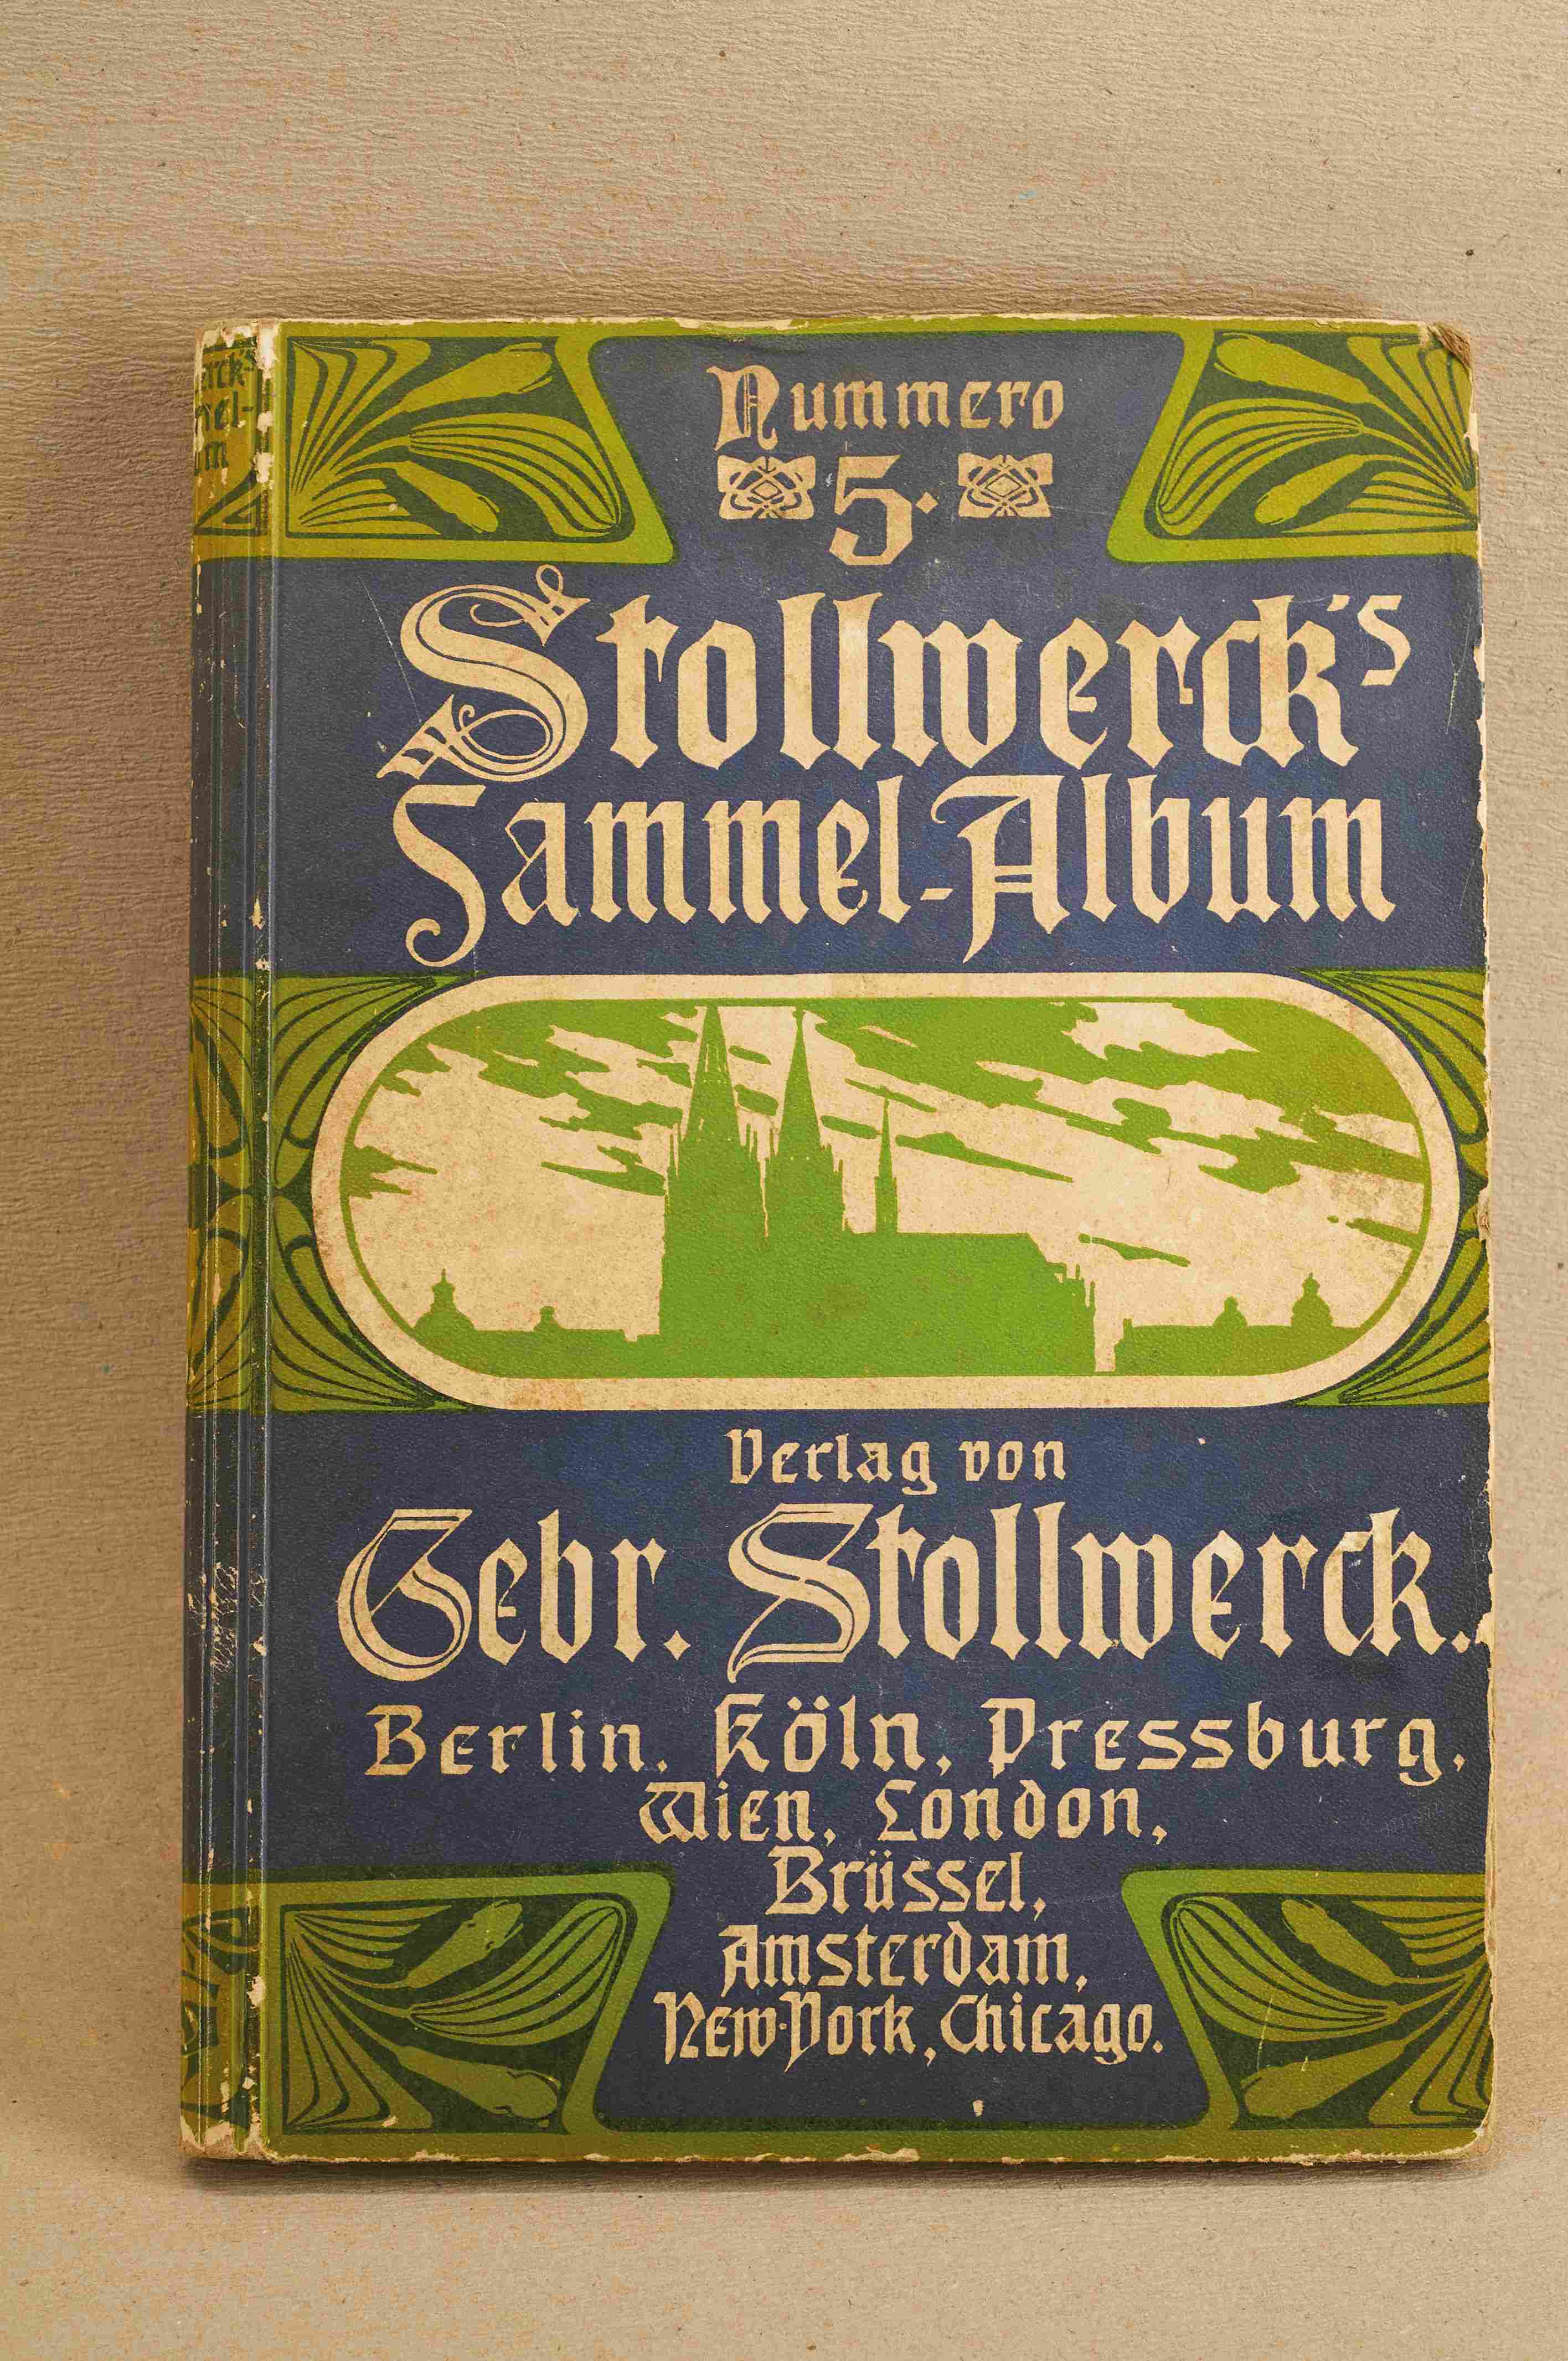 Nummero
5.
Stollwerck's
Sammel-Album
Verlag von
Gebr. Stollwerck.
Berlin, Köln, Pressburg,
Wien, London,
Brüssel,
Amsterdam,
New-York, Chicago.